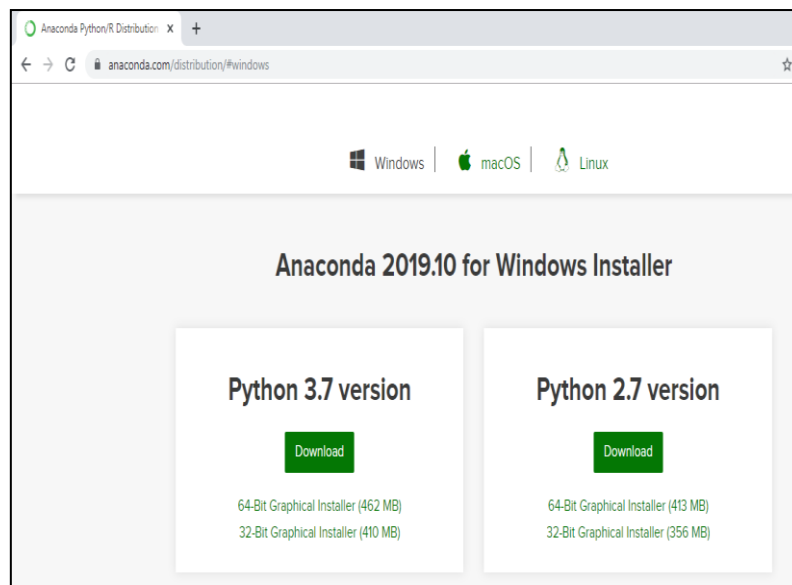 Anaconda Python/R Distribution
anaconda.com/distribution/#windows
Windows macOS Linux
Anaconda 2019.10 for Windows Installer
Python 3.7 version Python 2.7 version
Download Download
64-Bit Graphical Installer (462 MB) 64-Bit Graphical Installer (413 MB)
32-Bit Graphical Installer (410 MB) 32-Bit Graphical Installer (356 MB)